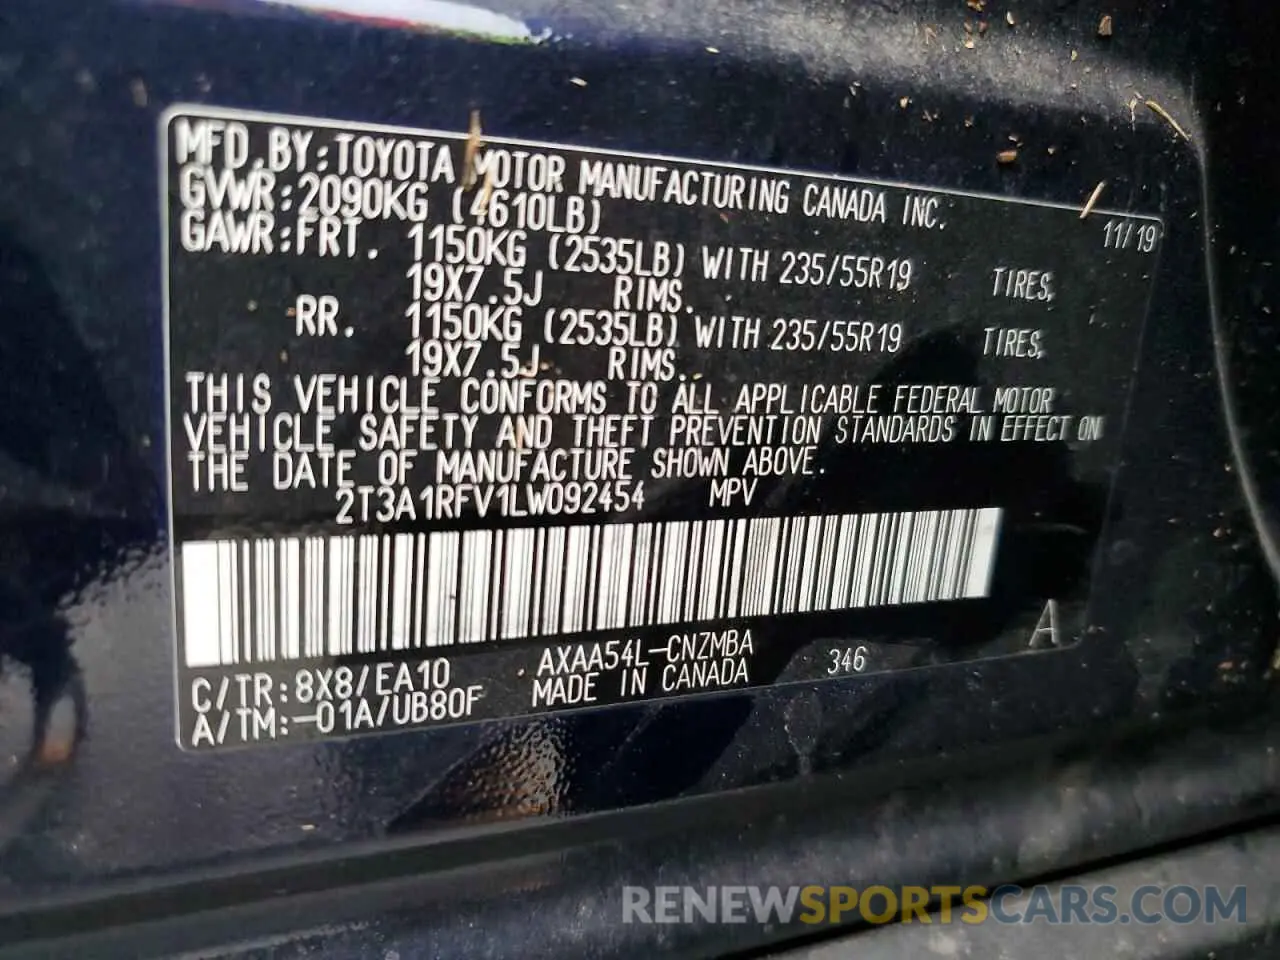 MFD.BY:TOYOTA MOTOR MANUFACTURING CANADA INC. 11/19
GVWR:2090KG (4610LB)
GAWR:FRT. 1150KG (2535LB) WITH 235/55R19 TIRES,
19X7.5J RIMS.
RR. 1150KG (2535LB) WITH 235/55R19 TIRES,
19X7.5J RIMS.
THIS VEHICLE CONFORMS TO ALL APPLICABLE FEDERAL MOTOR
VEHICLE SAFETY AND THEFT PREVENTION STANDARDS IN EFFECT ON
THE DATE OF MANUFACTURE SHOWN ABOVE.
2T3A1RFV1LW092454 MPV
A
C/TR:8X8/EA10 AXAA54L-CNZMBA 346
A/TM:-01A/UB80F MADE IN CANADA
RENEWSPORTSCARS.COM